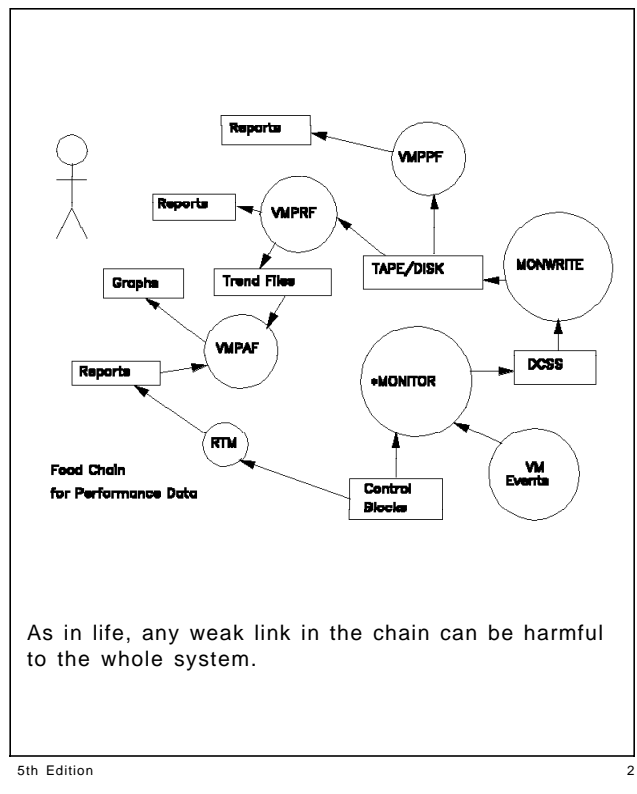 Reports
VMPPF
Reports
VMPRF
TAPE/DISK
MONWRITE
Graphs
Trend Files
VMPAF
DCSS
Reports
*MONITOR
RTM
VM
Events
Food Chain
for Performance Data
Control
Blocks
As in life, any weak link in the chain can be harmful
to the whole system.
5th Edition
2